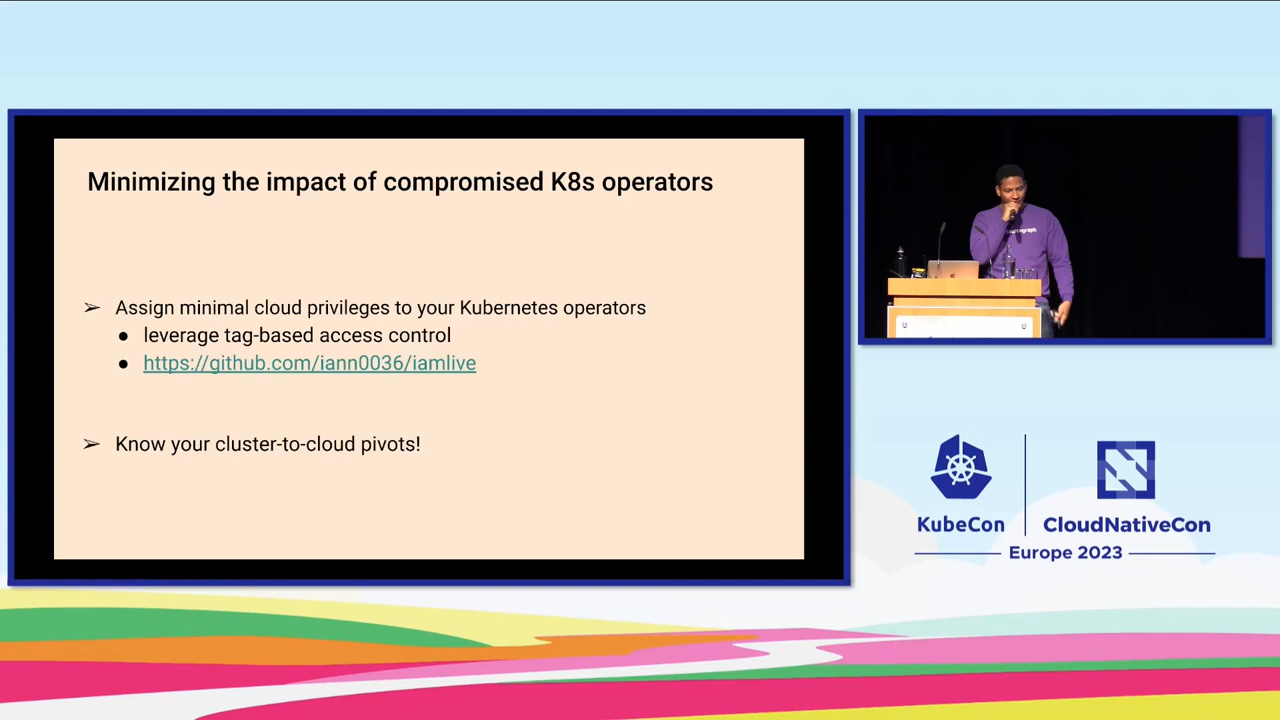 Minimizing the impact of compromised K8s operators
➢ Assign minimal cloud privileges to your Kubernetes operators
● leverage tag-based access control
● https://github.com/iann0036/iamlive
➢ Know your cluster-to-cloud pivots!
sourcegraph
KubeCon
CloudNativeCon
Europe 2023